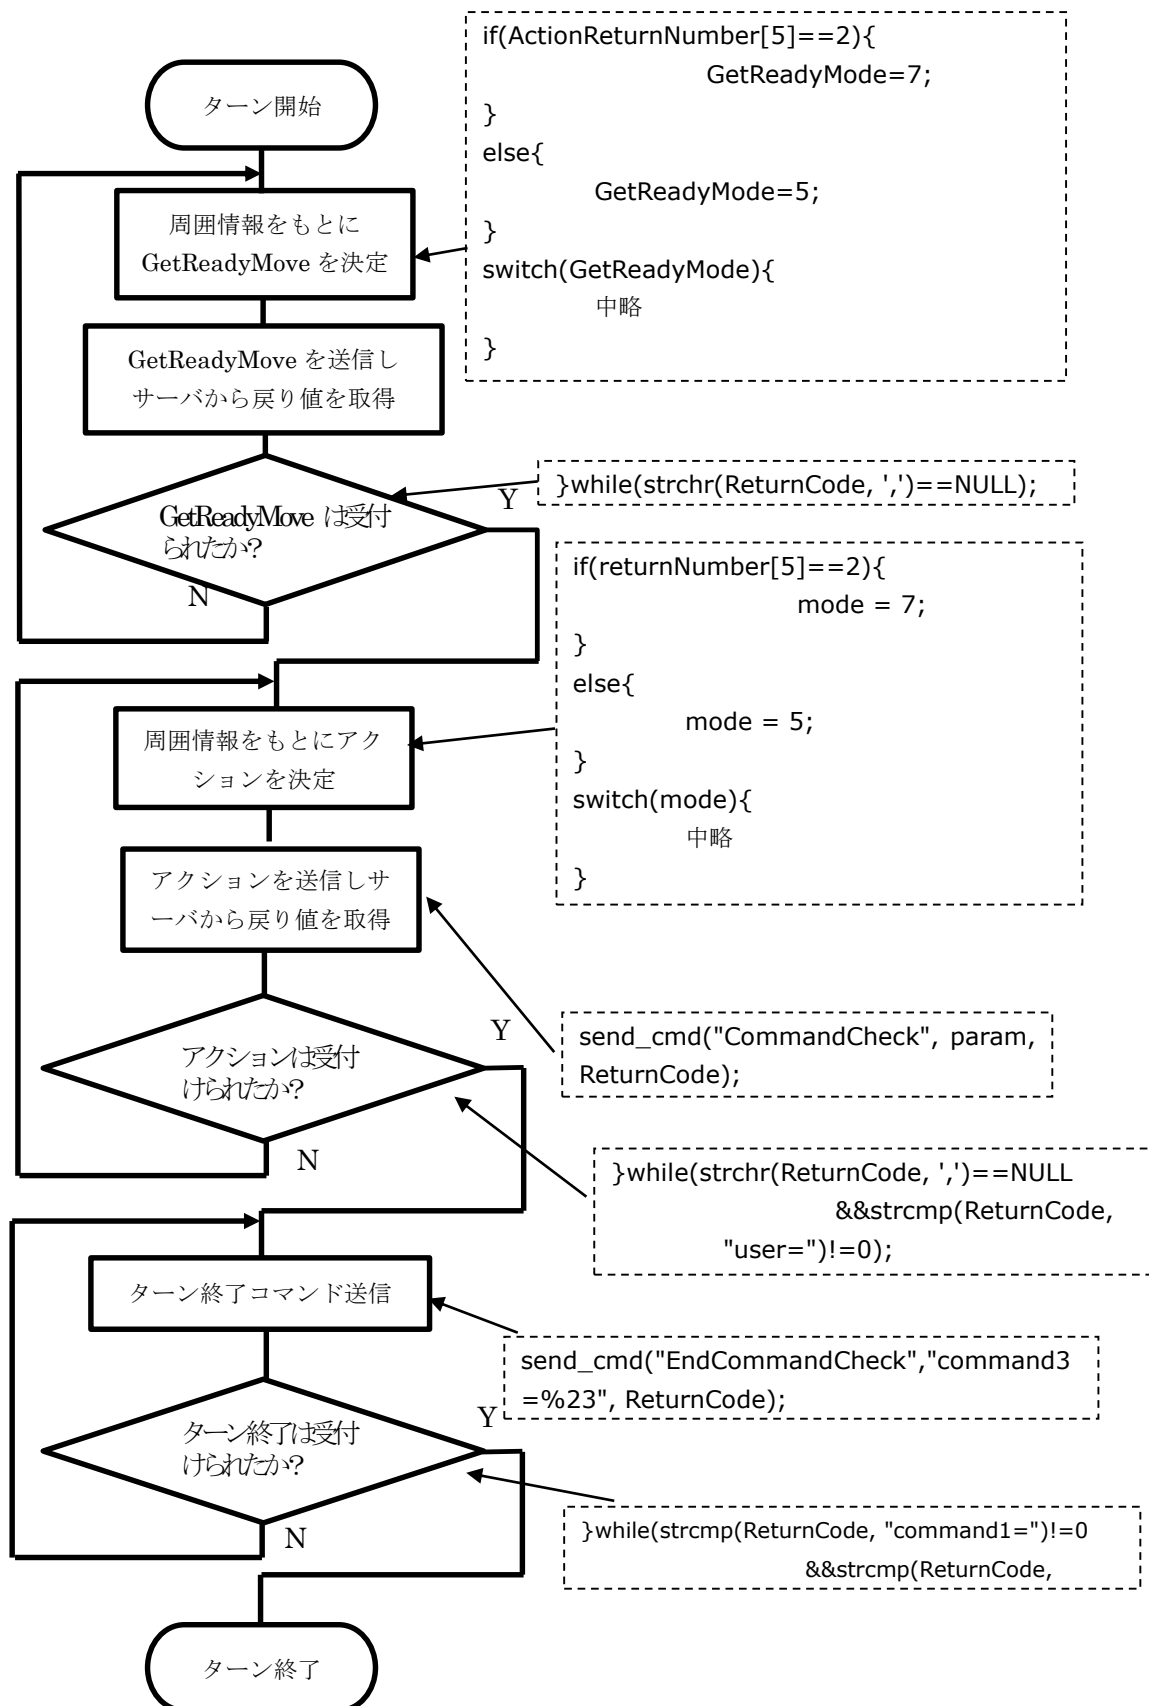 if(ActionReturnNumber[5]==2){
GetReadyMode=7;
}
else{
GetReadyMode=5;
}
switch(GetReadyMode){
中略
}
ターン開始
周囲情報をもとに
GetReadyMove を決定
GetReadyMove を送信し
サーバから戻り値を取得
}while(strchr(ReturnCode, ',')==NULL);
Y
GetReadyMove は受付
られたか?
N
if(returnNumber[5]==2){
mode = 7;
}
else{
mode = 5;
}
switch(mode){
中略
}
周囲情報をもとにアク
ションを決定
アクションを送信しサ
ーバから戻り値を取得
send_cmd("CommandCheck", param,
ReturnCode);
Y
アクションは受付
けられたか?
N
}while(strchr(ReturnCode, ',')==NULL
&&strcmp(ReturnCode,
"user=")!=0);
ターン終了コマンド送信
send_cmd("EndCommandCheck","command3
=%23", ReturnCode);
Y
ターン終了は受付
けられたか?
N
}while(strcmp(ReturnCode, "command1=")!=0
&&strcmp(ReturnCode,
ターン終了